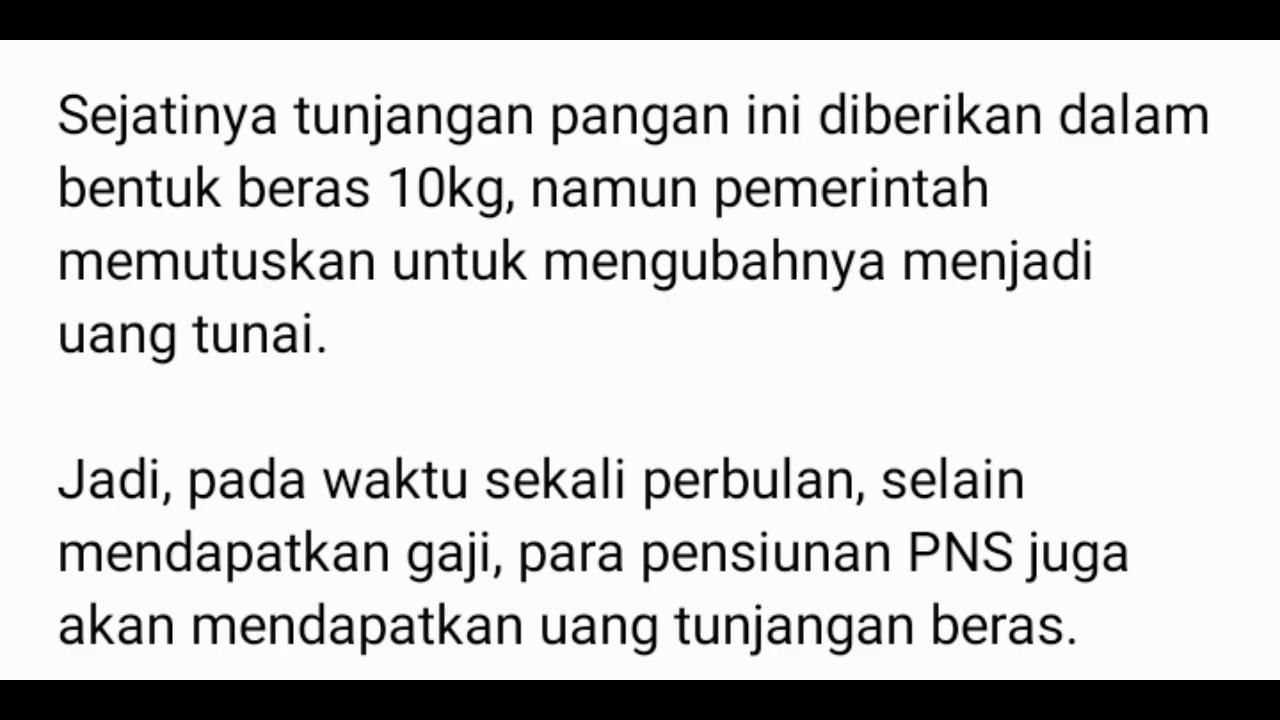 Sejatinya tunjangan pangan ini diberikan dalam
bentuk beras 10kg, namun pemerintah
memutuskan untuk mengubahnya menjadi
uang tunai.
Jadi, pada waktu sekali perbulan, selain
mendapatkan gaji, para pensiunan PNS juga
akan mendapatkan uang tunjangan beras.